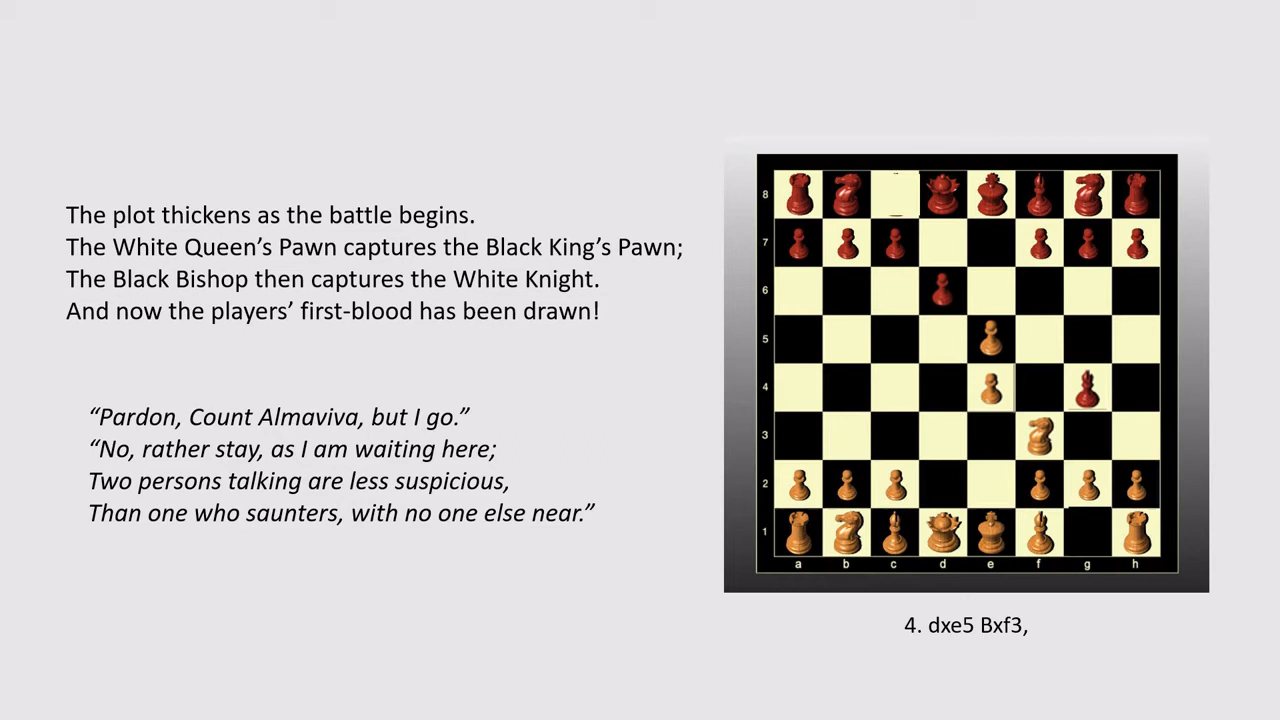 The plot thickens as the battle begins.
The White Queen’s Pawn captures the Black King’s Pawn;
The Black Bishop then captures the White Knight.
And now the players’ first-blood has been drawn!
“Pardon, Count Almaviva, but I go.”
“No, rather stay, as I am waiting here;
Two persons talking are less suspicious,
Than one who saunters, with no one else near.”
8
7
6
5
4
3
2
1
a b c d e f g h
4. dxe5 Bxf3,